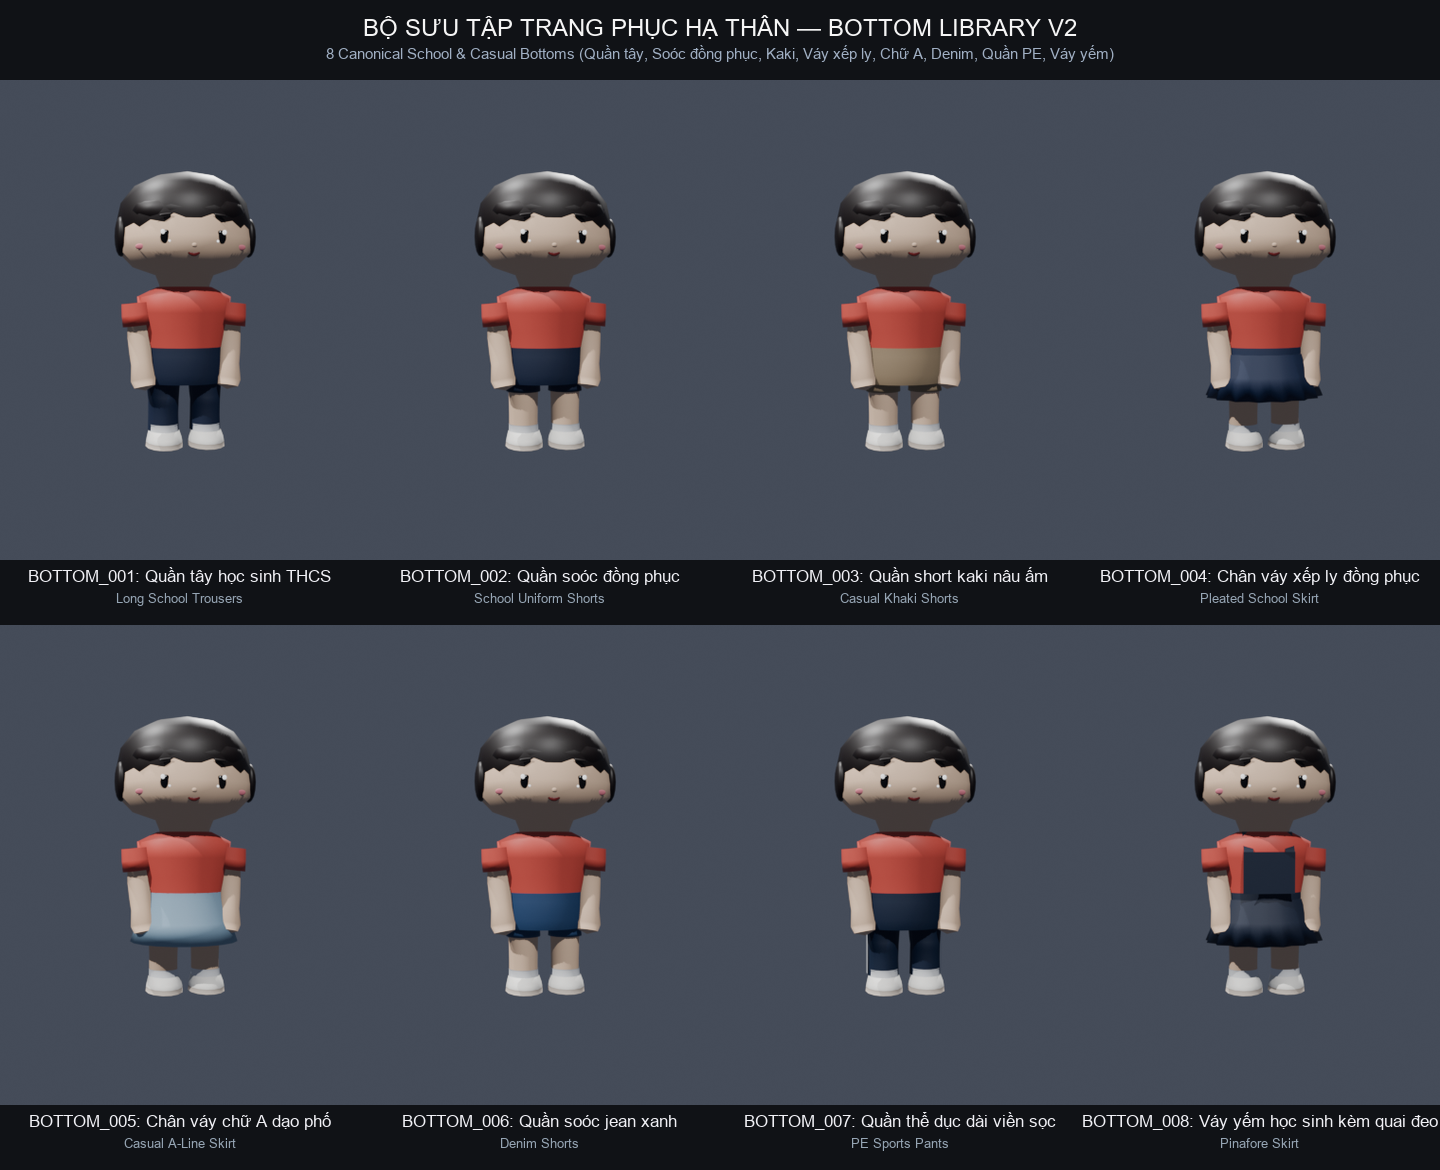 BỘ SƯU TẬP TRANG PHỤC HẠ THÂN — BOTTOM LIBRARY V2
8 Canonical School & Casual Bottoms (Quần tây, Soóc đồng phục, Kaki, Váy xếp ly, Chữ A, Denim, Quần PE, Váy yếm)
BOTTOM_001: Quần tây học sinh THCS
Long School Trousers
BOTTOM_002: Quần soóc đồng phục
School Uniform Shorts
BOTTOM_003: Quần short kaki nâu ấm
Casual Khaki Shorts
BOTTOM_004: Chân váy xếp ly đồng phục
Pleated School Skirt
BOTTOM_005: Chân váy chữ A dạo phố
Casual A-Line Skirt
BOTTOM_006: Quần soóc jean xanh
Denim Shorts
BOTTOM_007: Quần thể dục dài viền sọc
PE Sports Pants
BOTTOM_008: Váy yếm học sinh kèm quai đeo
Pinafore Skirt